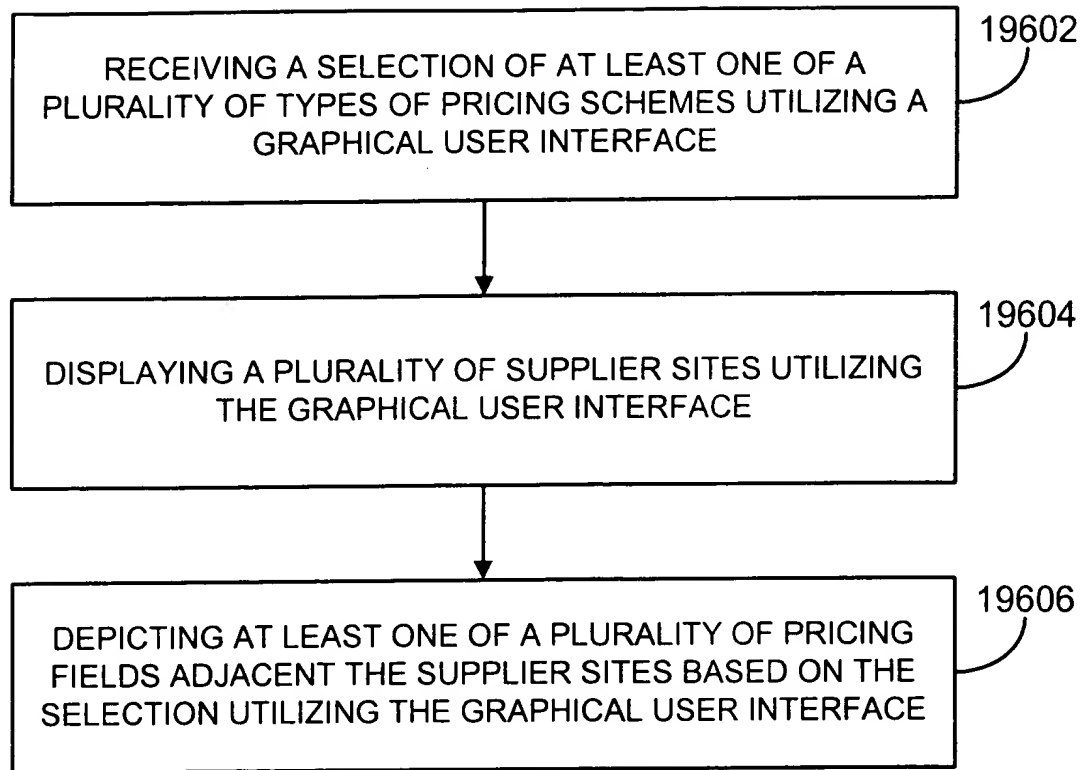 19602
RECEIVING A SELECTION OF AT LEAST ONE OF A
PLURALITY OF TYPES OF PRICING SCHEMES UTILIZING A
GRAPHICAL USER INTERFACE
19604
DISPLAYING A PLURALITY OF SUPPLIER SITES UTILIZING
THE GRAPHICAL USER INTERFACE
19606
DEPICTING AT LEAST ONE OF A PLURALITY OF PRICING
FIELDS ADJACENT THE SUPPLIER SITES BASED ON THE
SELECTION UTILIZING THE GRAPHICAL USER INTERFACE